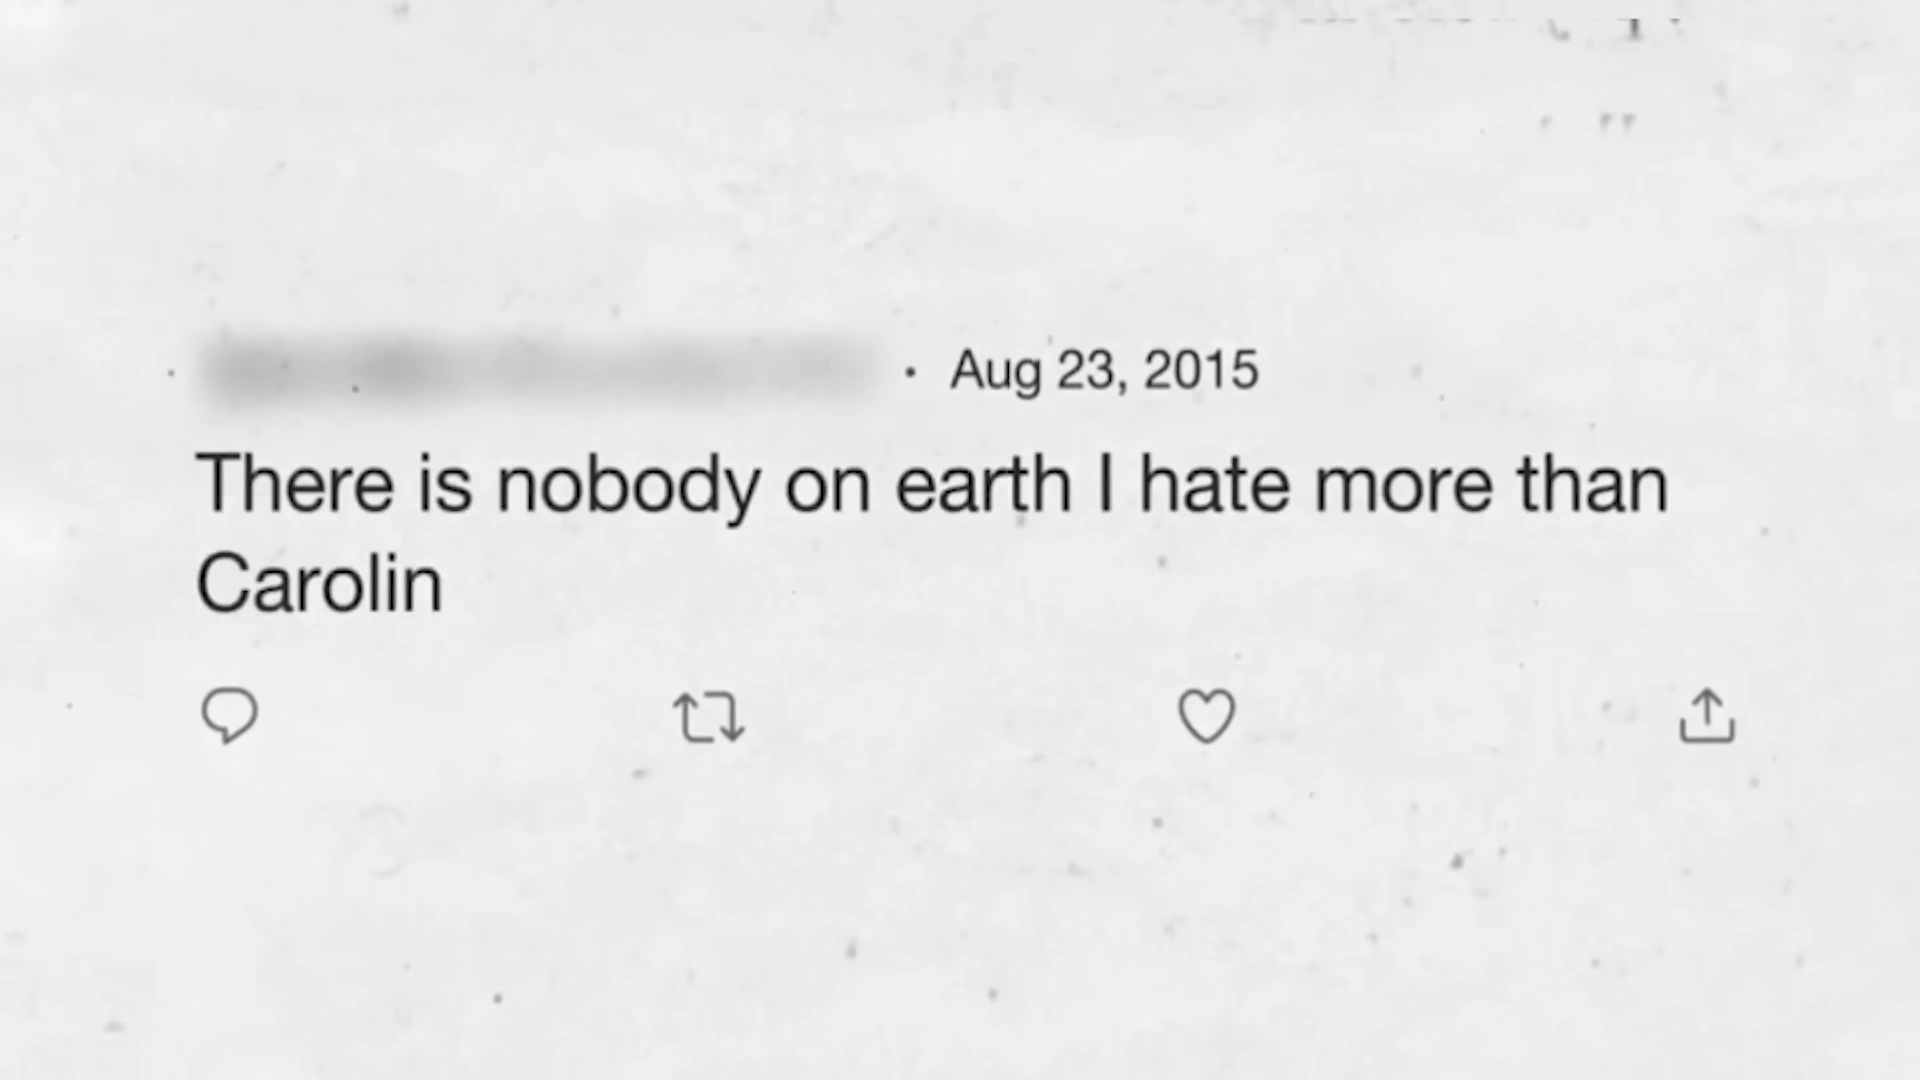 · Aug 23, 2015
There is nobody on earth I hate more than
Carolin